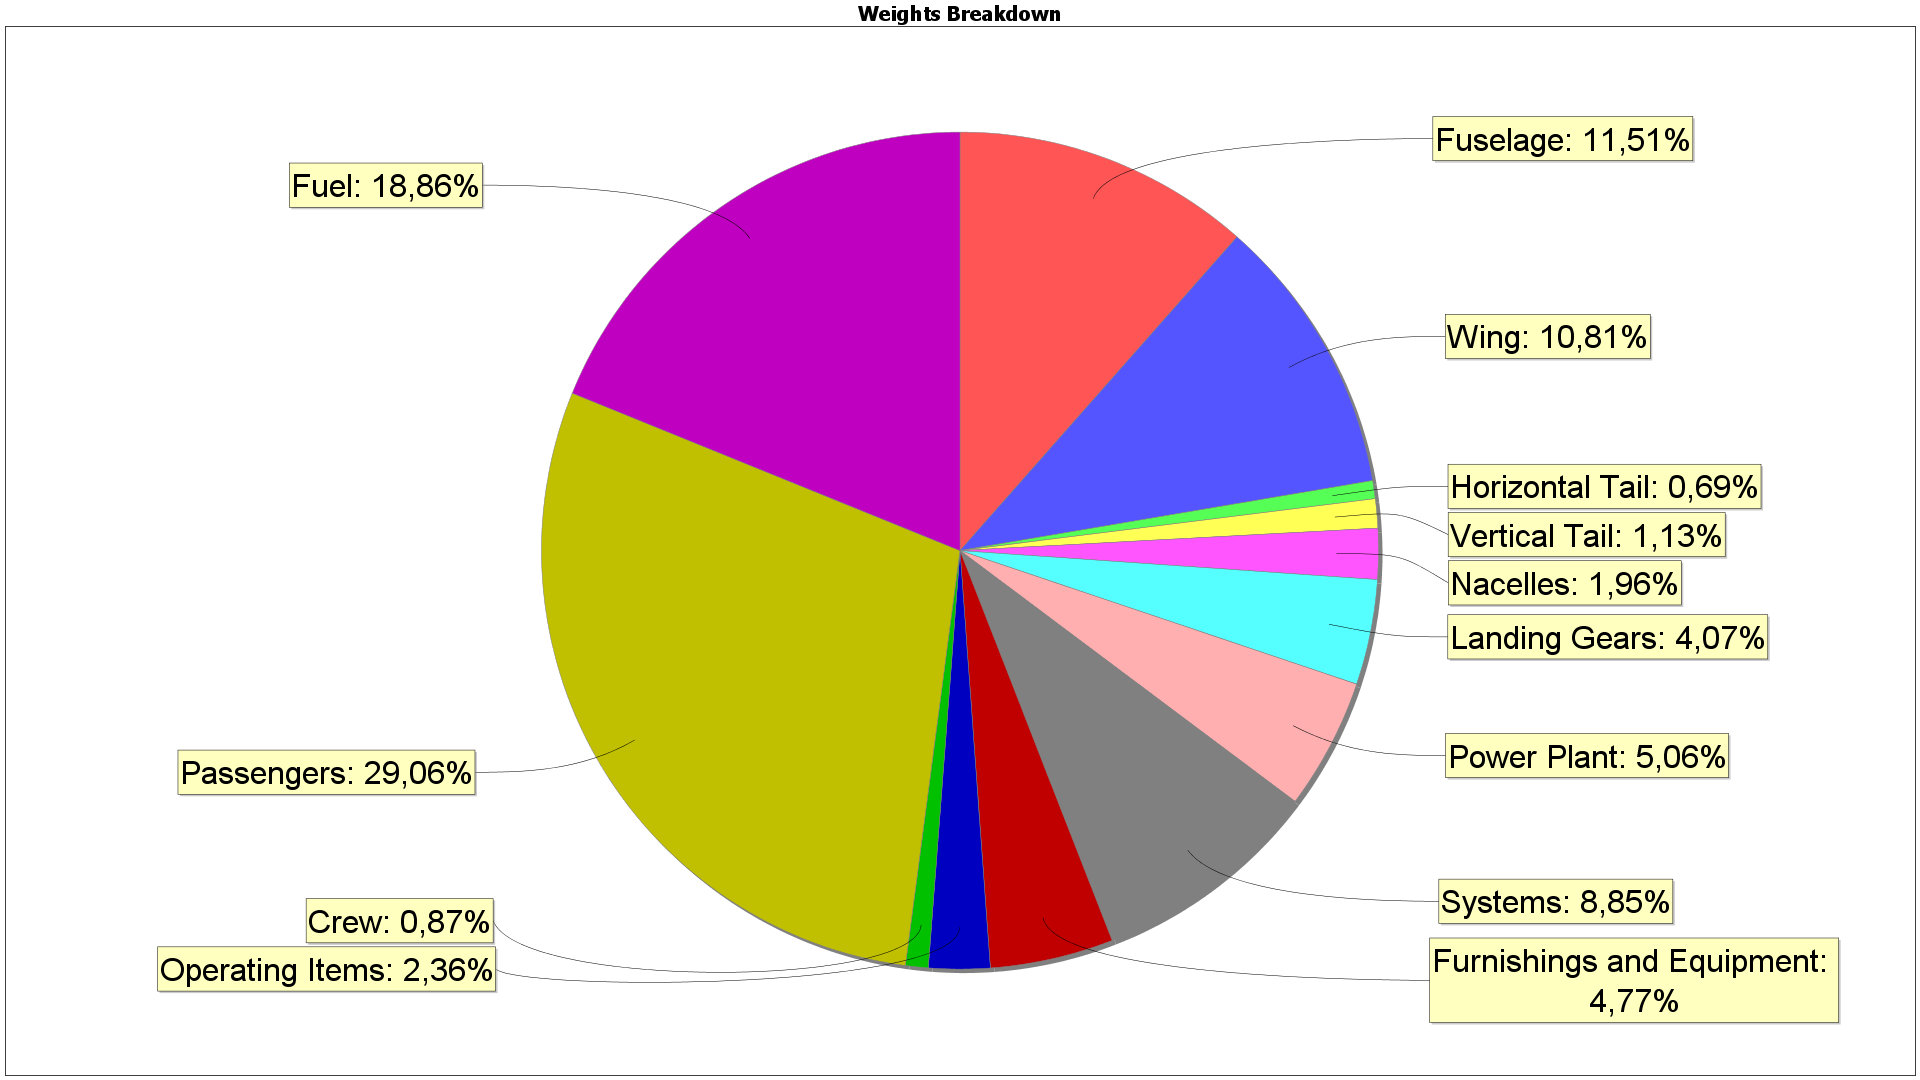 Weights Breakdown
Fuselage: 11,51%
Fuel: 18,86%
Wing: 10,81%
Horizontal Tail: 0,69%
Vertical Tail: 1,13%
Nacelles: 1,96%
Landing Gears: 4,07%
Power Plant: 5,06%
Passengers: 29,06%
Systems: 8,85%
Crew: 0,87%
Operating Items: 2,36%
Furnishings and Equipment:
4,77%